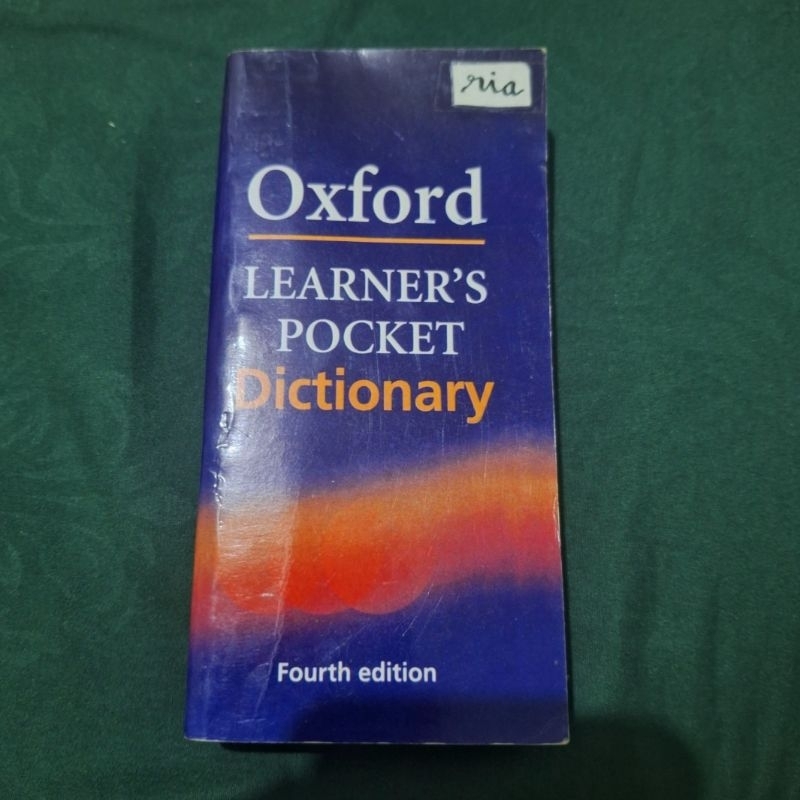 ria
Oxford
LEARNER'S
POCKET
Dictionary
Fourth edition